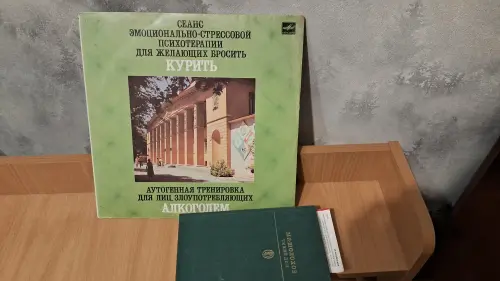 СЕАНС
ЭМОЦИОНАЛЬНО-СТРЕССОВОЙ
ПСИХОТЕРАПИИ
ДЛЯ ЖЕЛАЮЩИХ БРОСИТЬ
КУРИТЬ
АУТОГЕННАЯ ТРЕНИРОВКА
ДЛЯ ЛИЦ, ЗЛОУПОТРЕБЛЯЮЩИХ
АЛКОГОЛЕМ